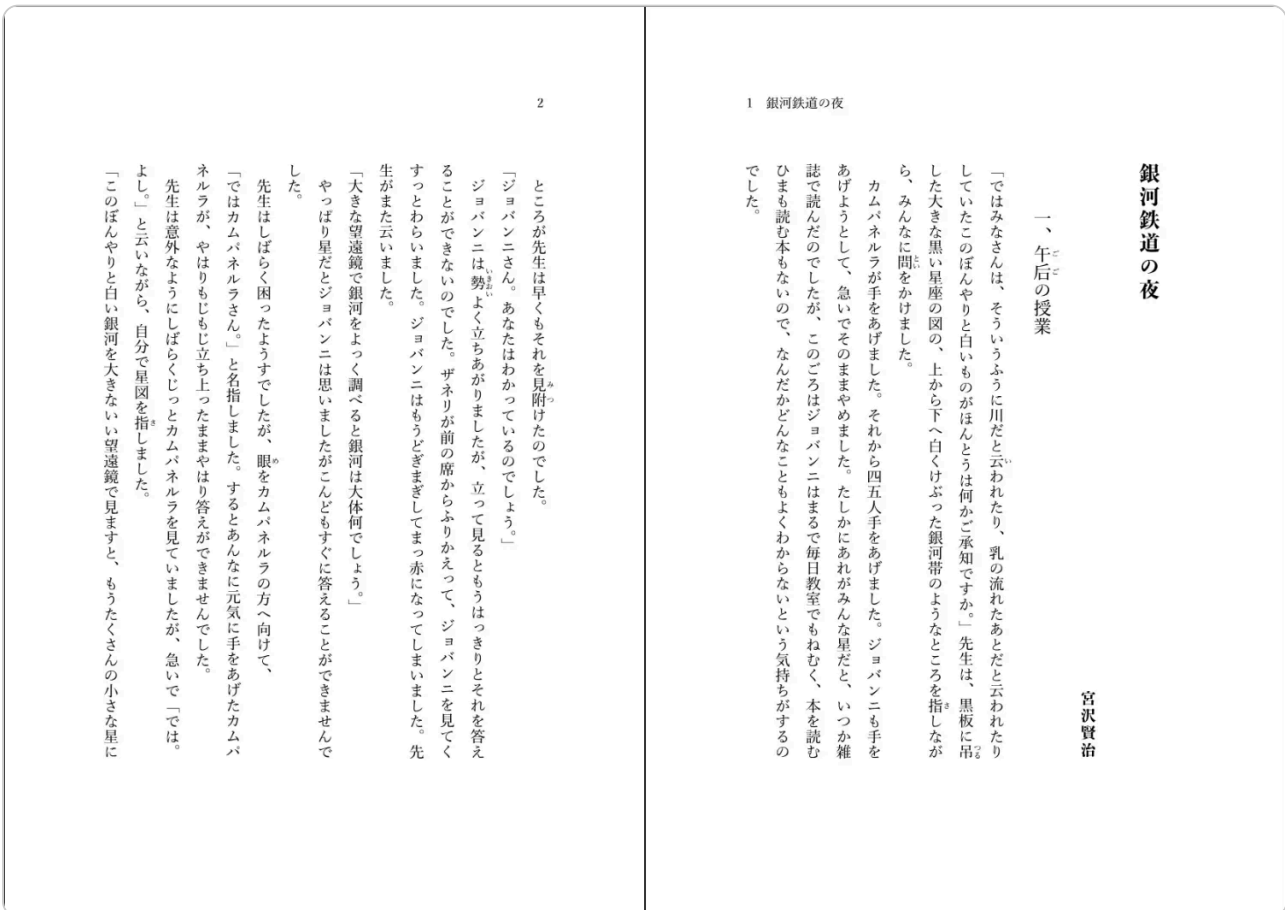 1 銀河鉄道の夜
銀河鉄道の夜
宮沢賢治
一、午后の授業
「ではみなさんは、そういうふうに川だと云われたり、乳の流れたあとだと云われたり
していたこのぼんやりと白いものがほんとうは何かご承知ですか。」先生は、黒板に吊
した大きな黒い星座の図の、上から下へ白くけぶった銀河帯のようなところを指しなが
ら、みんなに問をかけました。
カムパネルラが手をあげました。それから四五人手をあげました。ジョバンニも手を
あげようとして、急いでそのままやめました。たしかにあれがみんな星だと、いつか雑
誌で読んだのでしたが、このごろはジョバンニはまるで毎日教室でもねむく、本を読む
ひまも読む本もないので、なんだかどんなこともよくわからないという気持ちがするの
でした。
2
ところが先生は早くもそれを見附けたのでした。
「ジョバンニさん。あなたはわかっているのでしょう。」
ジョバンニは勢よく立ちあがりましたが、立って見るともうはっきりとそれを答え
ることができないのでした。ザネリが前の席からふりかえって、ジョバンニを見てく
すっとわらいました。ジョバンニはもうどぎまぎしてまっ赤になってしまいました。先
生がまた云いました。
「大きな望遠鏡で銀河をよっく調べると銀河は大体何でしょう。」
やっぱり星だとジョバンニは思いましたがこんどもすぐに答えることができませんで
した。
先生はしばらく困ったようすでしたが、眼をカムパネルラの方へ向けて、
「ではカムパネルラさん。」と名指しました。するとあんなに元気に手をあげたカムパ
ネルラが、やはりもじもじ立ち上ったままやはり答えができませんでした。
先生は意外なようにしばらくじっとカムパネルラを見ていましたが、急いで「では。
よし。」と云いながら、自分で星図を指しました。
「このぼんやりと白い銀河を大きないい望遠鏡で見ますと、もうたくさんの小さな星に